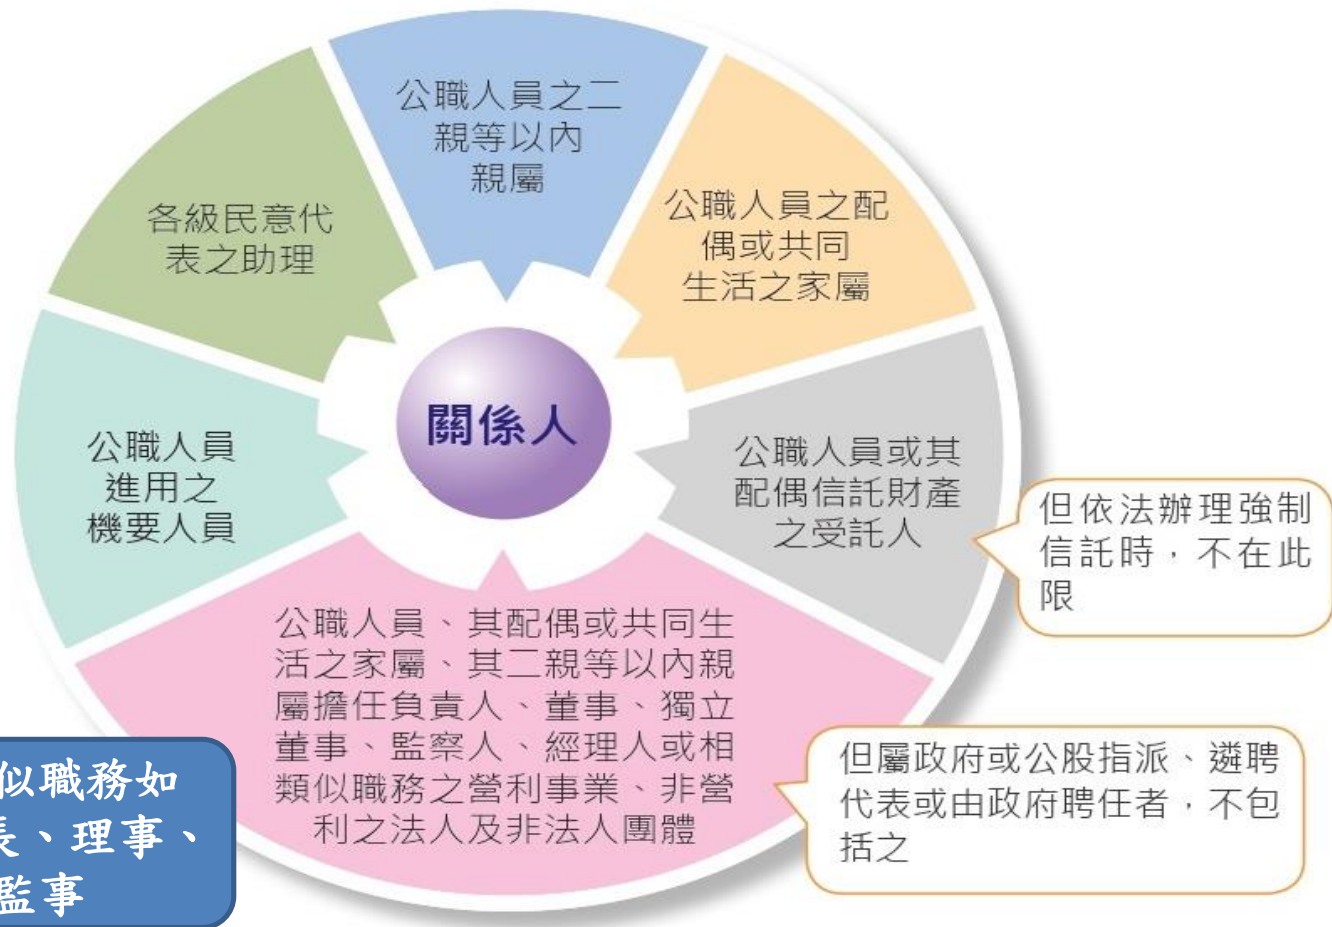 公職人員之二
親等以內
親屬
公職人員之配
偶或共同
生活之家屬
各級民意代
表之助理
關係人
公職人員
進用之
機要人員
公職人員或其
配偶信託財產
之受託人
但依法辦理強制
信託時，不在此
限
公職人員、其配偶或共同生
活之家屬、其二親等以內親
屬擔任負責人、董事、獨立
董事、監察人、經理人或相
類似職務之營利事業、非營
利之法人及非法人團體
但屬政府或公股指派、遴聘
代表或由政府聘任者，不包
括之
似職務如
長、理事、
監事